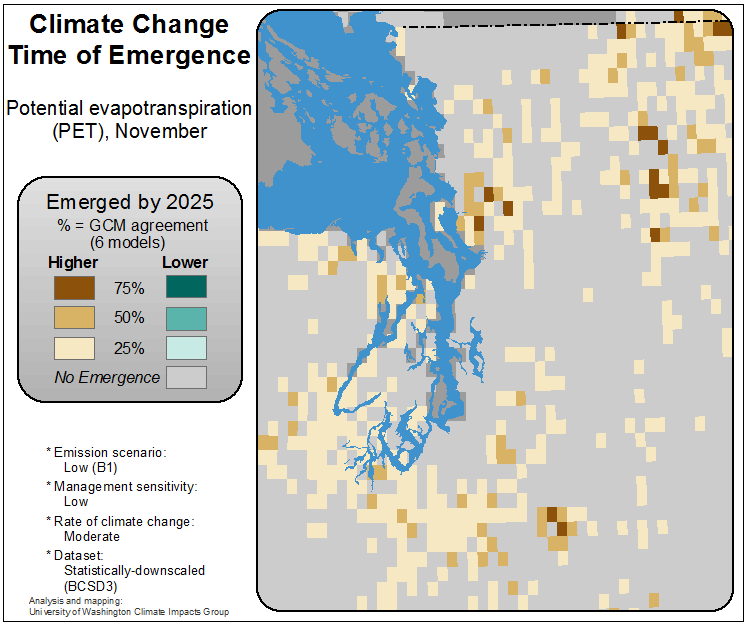 Climate Change
Time of Emergence
Potential evapotranspiration
(PET), November
Emerged by 2025
% = GCM agreement
(6 models)
Higher Lower
75%
50%
25%
No Emergence
* Emission scenario:
Low (B1)
* Management sensitivity:
Low
* Rate of climate change:
Moderate
* Dataset:
Statistically-downscaled
(BCSD3)
Analysis and mapping:
University of Washington Climate Impacts Group